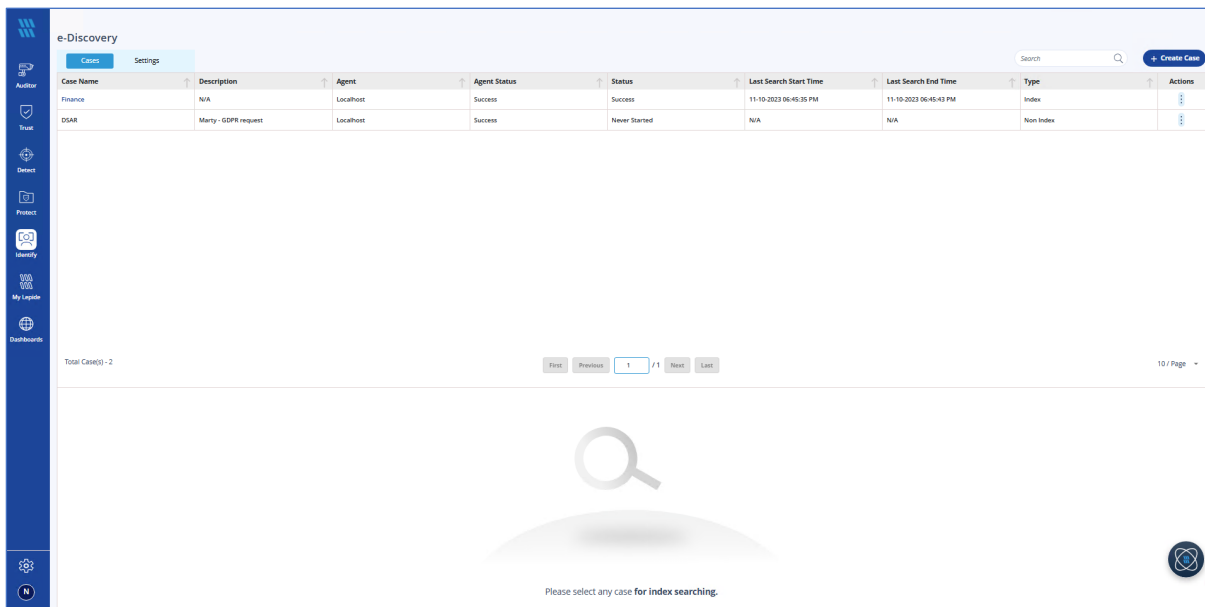 e-Discovery
Cases Settings
Search
+ Create Case
Case Name Description Agent Agent Status Status Last Search Start Time Last Search End Time Type Actions
Finance N/A Localhost Success Success 11-10-2023 06:45:35 PM 11-10-2023 06:45:43 PM Index
DSAR Marty - GDPR request Localhost Success Never Started N/A N/A Non Index
Auditor
Trust
Detect
Protect
Identify
My Lepide
Dashboards
Total Case(s) - 2
First Previous 1 / 1 Next Last
10 / Page
Please select any case for index searching.
N